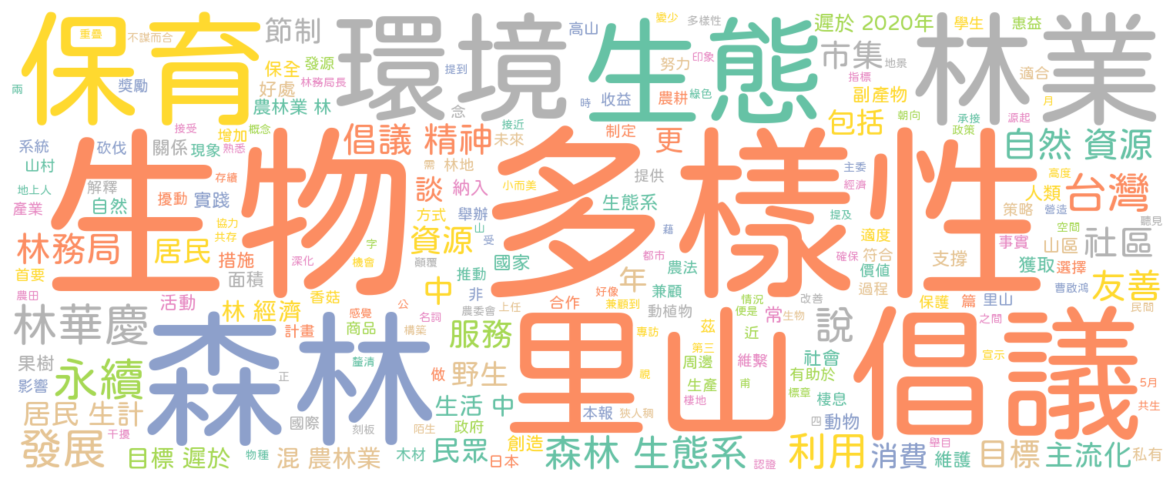 保育
環境
生態
林業
生物多樣性
森林
里山倡議
重疊
不謀而合
節制
高山
愛少
多樣性
遲於 2020年
學生
惠益
兩
獎勵
保全
發源
林務局長
提到
努力
印象
市集
地景
指標
適合
好處
農林業 林
念
時
收益
農耕
綠色
副產物
朝向
月
系統
接受
增加
概念
倡議 精神
接近
未來
制定
更
包括
承接
政策
源起
自然 資源
山村
砍伐
關係
現象
熟悉
談
需
林地
納入
小而美
提供
主委
高度
人類
台灣
地上人
解釋
存續
擾動
實踐
方式
舉辦
生態系
經濟
提及
營造
策略
聽見
產業
自然
協力
共存
林務局
居民
措施
資源
山
受
字
藉
都市
確保
適度
符合
空間
事實
山區
社區
首要
面積
深化
機會
顛覆
推動
國家
農法
價值
支撐
獲取
選擇
曹啟鴻
農田
活動
林 經濟
香菇
中
非
年
兼顧
過程
保護
篇
里山
友善
民間
林華慶
計畫
感覺
商品
公
名詞
農委會
上任
合作
好像
兼顧到
動植物
情況
便是
改善
生物
常
之間
宣示
說
構築
服務
專訪
茲
近
第三
果樹
影響
永續
正
釐清
做
野生
親
周邊
維繫
社會
有助於
生產
棲息
5月
共生
居民 生計
干擾
國際
刻板
陌生
生活 中
政府
本報
狹人稠
棲地
甫
標章
四
動物
發展
目標 遲於
物種
混 農林業
木材
民眾
日本
創造
森林 生態系
認證
利用
消費
舉目
維護
目標
主流化
私有